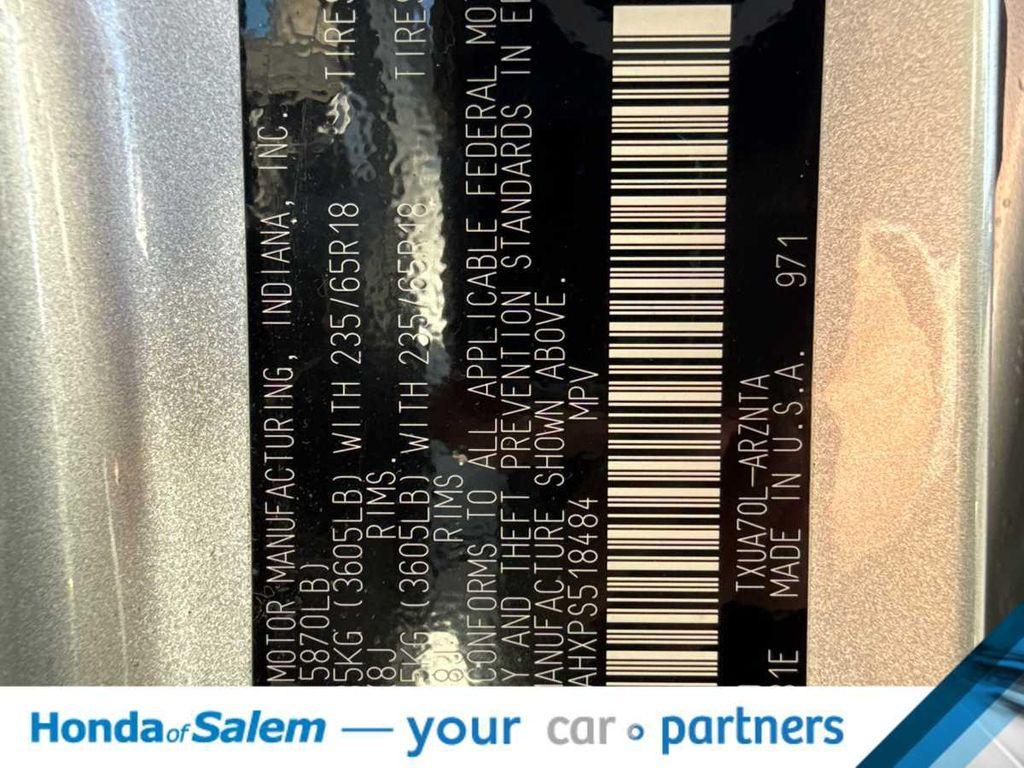 MOTOR MANUFACTURING, INDIANA, INC.
5870LB)
5KG (3605LB) WITH 235/65R18 TIRES
8J RIMS.
5KG (3605LB) WITH 235/65R18 TIRES
RIMS.
CONFORMS TO ALL APPLICABLE FEDERAL
Y AND THEFT PREVENTION STANDARDS IN
ANUFACTURE SHOWN ABOVE.
AHXPS518484 MPV
TXUA70L-ARZNTA
1E MADE IN U.S.A. 971
Honda of Salem — your car partners